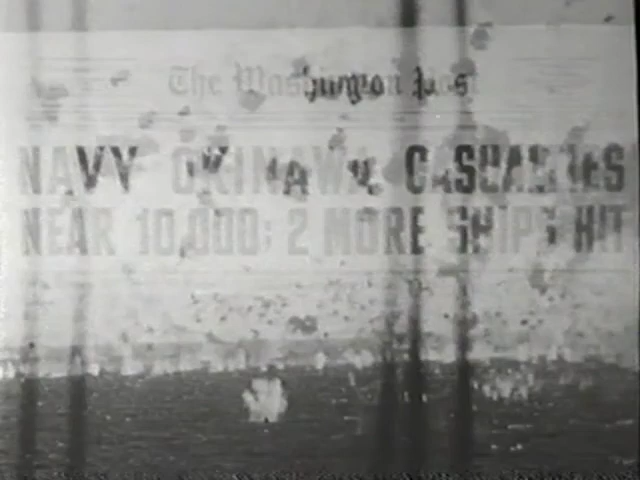 The Washington Post
NAVY OKINAWA CASUALTIES
NEAR 10,000; 2 MORE SHIPS HIT